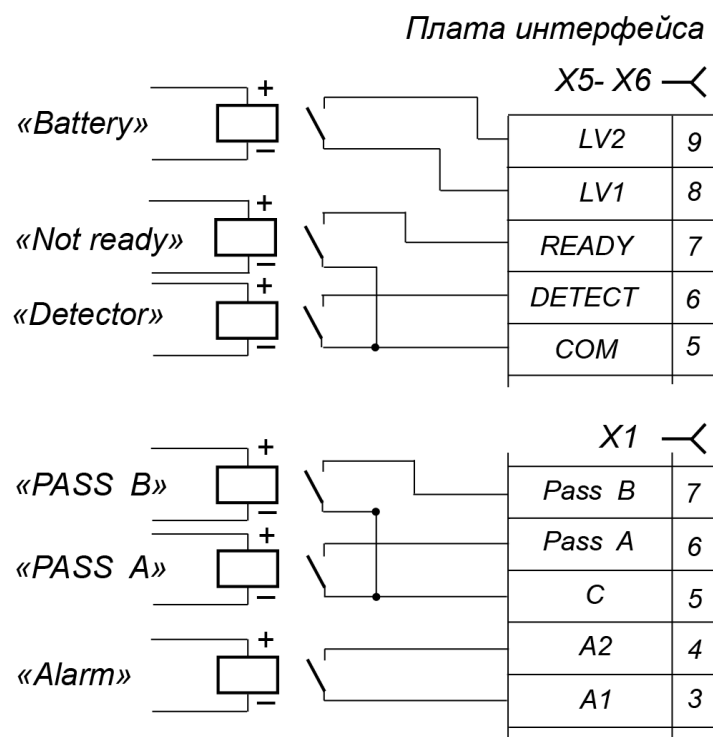 Плата интерфейса
X5- X6
«Battery»
+
−
LV2 9
LV1 8
«Not ready»
+
−
READY 7
«Detector»
+
−
DETECT 6
COM 5
X1
«PASS B»
+
−
Pass B 7
«PASS A»
+
−
Pass A 6
C 5
«Alarm»
+
−
A2 4
A1 3